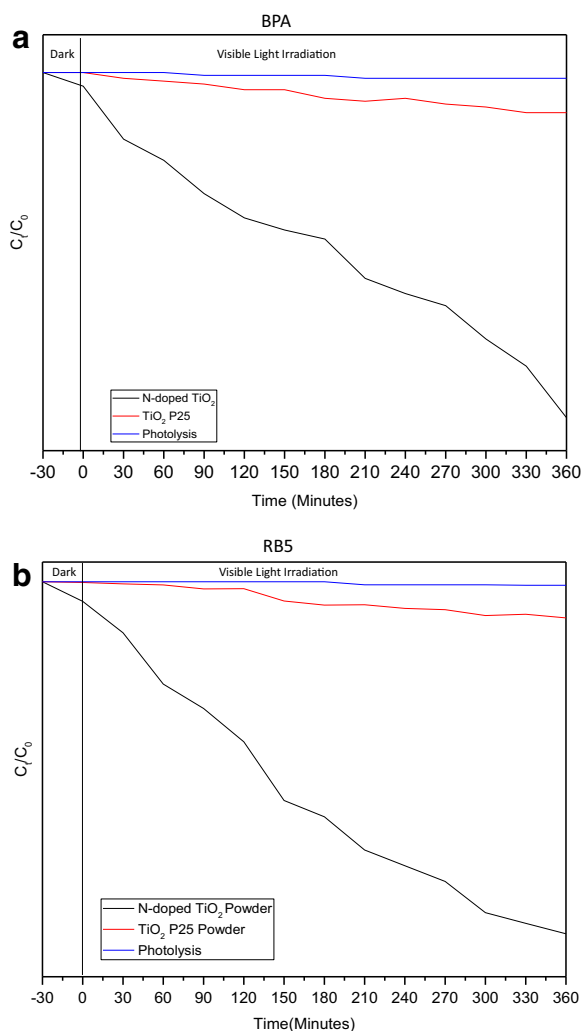 BPA
a
Dark Visible Light Irradiation
Cₜ/C₀
N-doped TiO₂
TiO₂ P25
Photolysis
-30 0 30 60 90 120 150 180 210 240 270 300 330 360
Time (Minutes)
RB5
b
Dark Visible Light Irradiation
Cₜ/C₀
N-doped TiO₂ Powder
TiO₂ P25 Powder
Photolysis
-30 0 30 60 90 120 150 180 210 240 270 300 330 360
Time(Minutes)